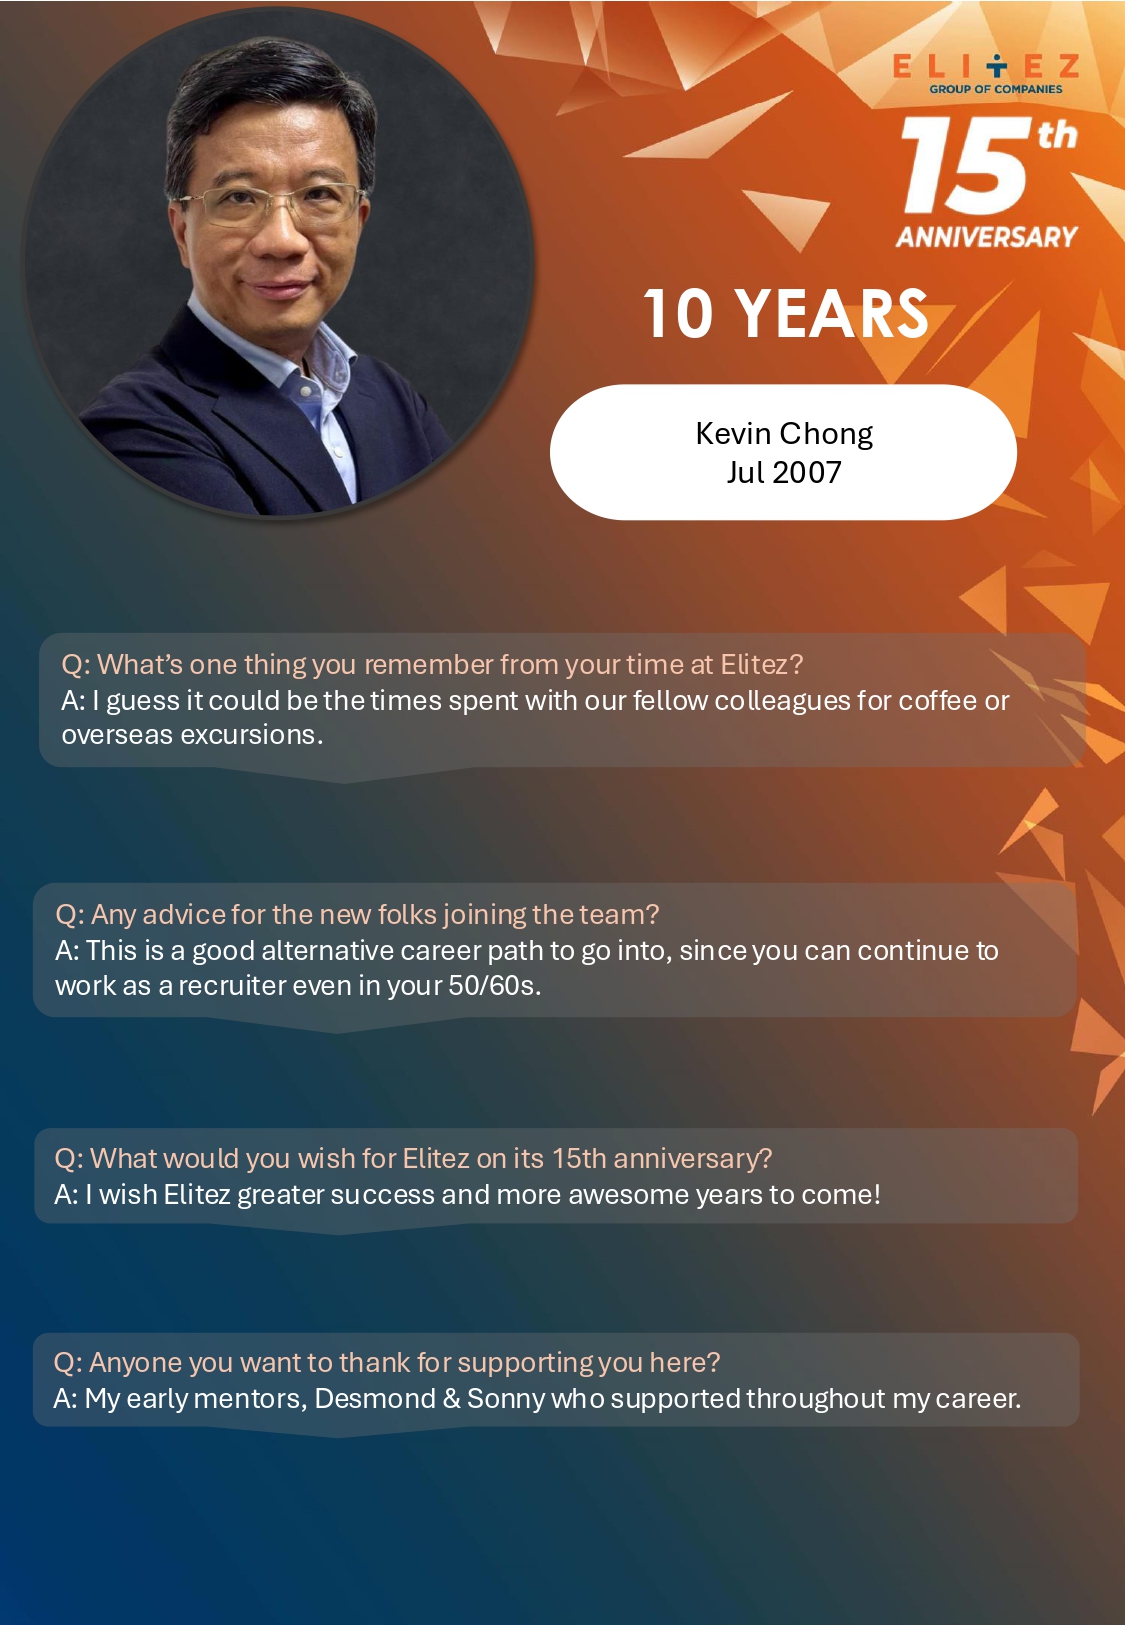 ELITEZ
GROUP OF COMPANIES
15th
ANNIVERSARY
10 YEARS
Kevin Chong
Jul 2007
Q: What’s one thing you remember from your time at Elitez?
A: I guess it could be the times spent with our fellow colleagues for coffee or
overseas excursions.
Q: Any advice for the new folks joining the team?
A: This is a good alternative career path to go into, since you can continue to
work as a recruiter even in your 50/60s.
Q: What would you wish for Elitez on its 15th anniversary?
A: I wish Elitez greater success and more awesome years to come!
Q: Anyone you want to thank for supporting you here?
A: My early mentors, Desmond & Sonny who supported throughout my career.